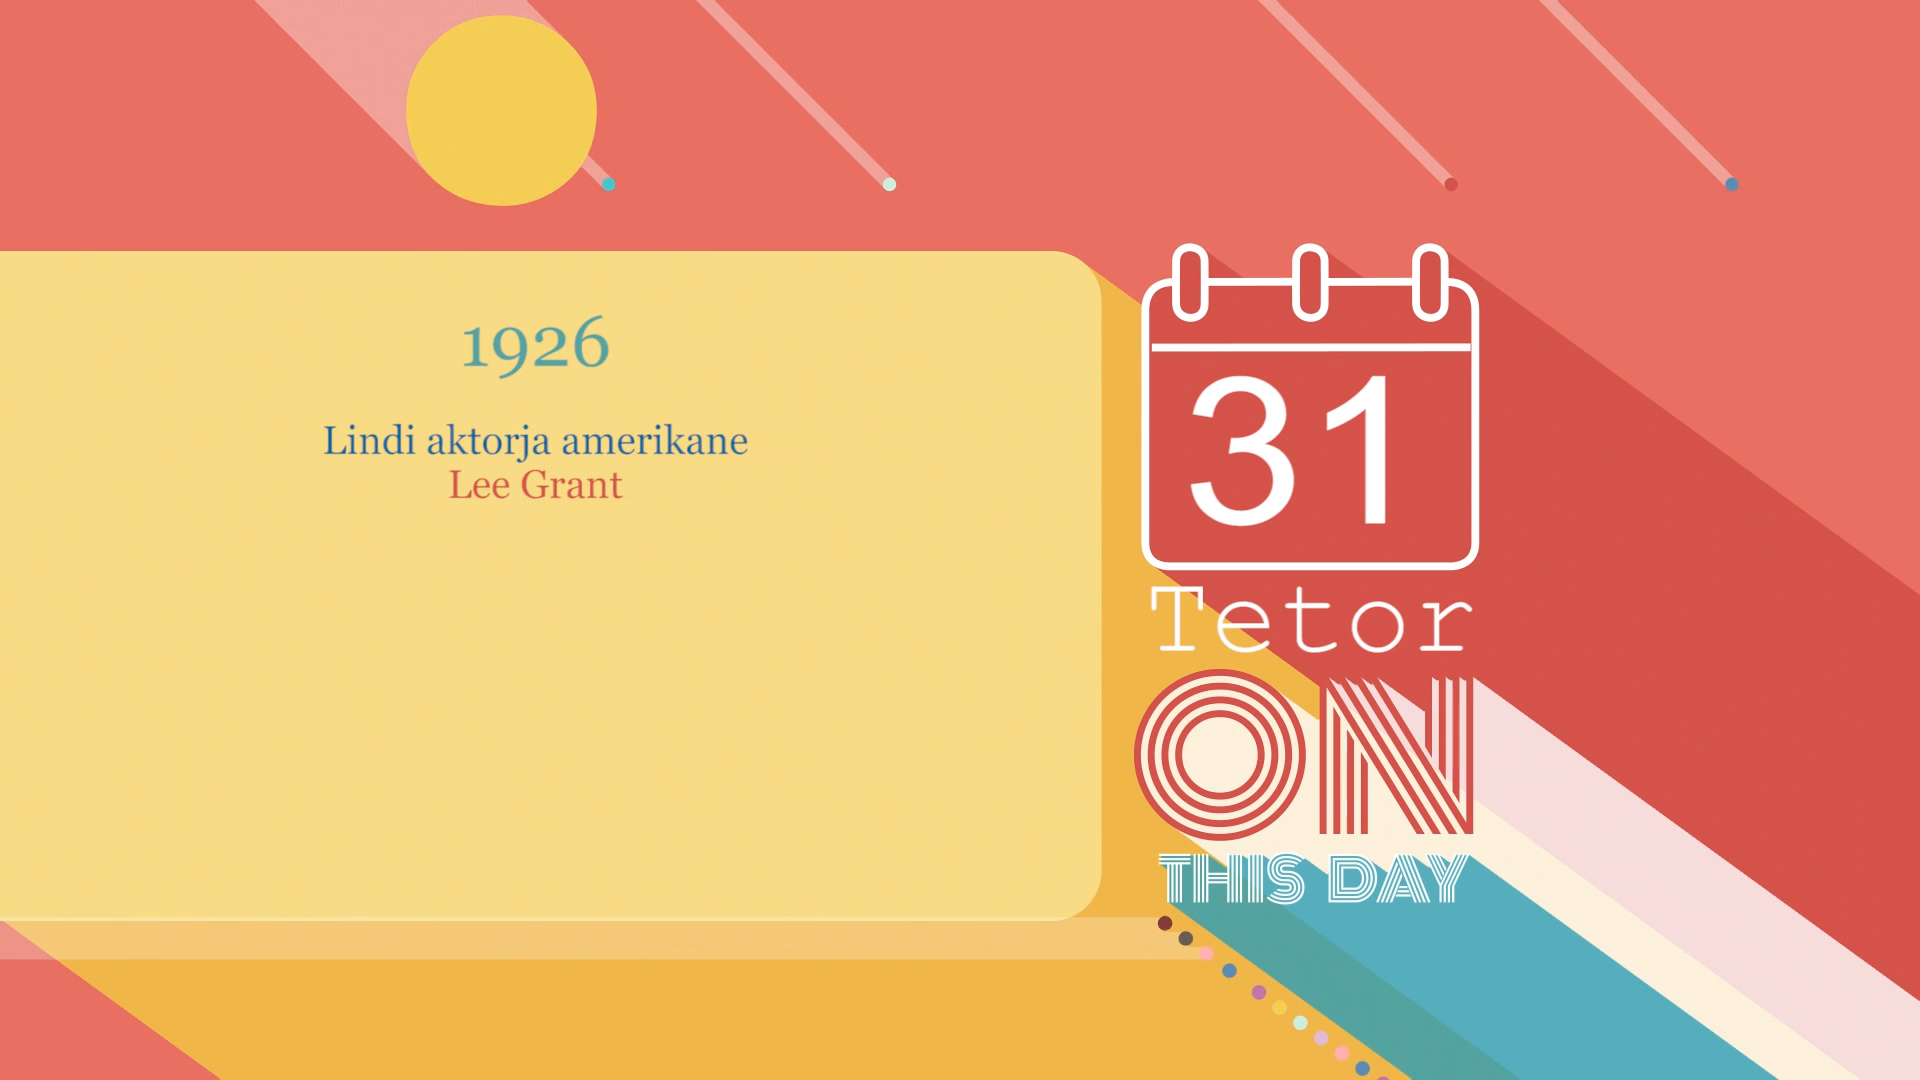 1926
Lindi aktorja amerikane
Lee Grant
31
Tetor
ON
THIS DAY